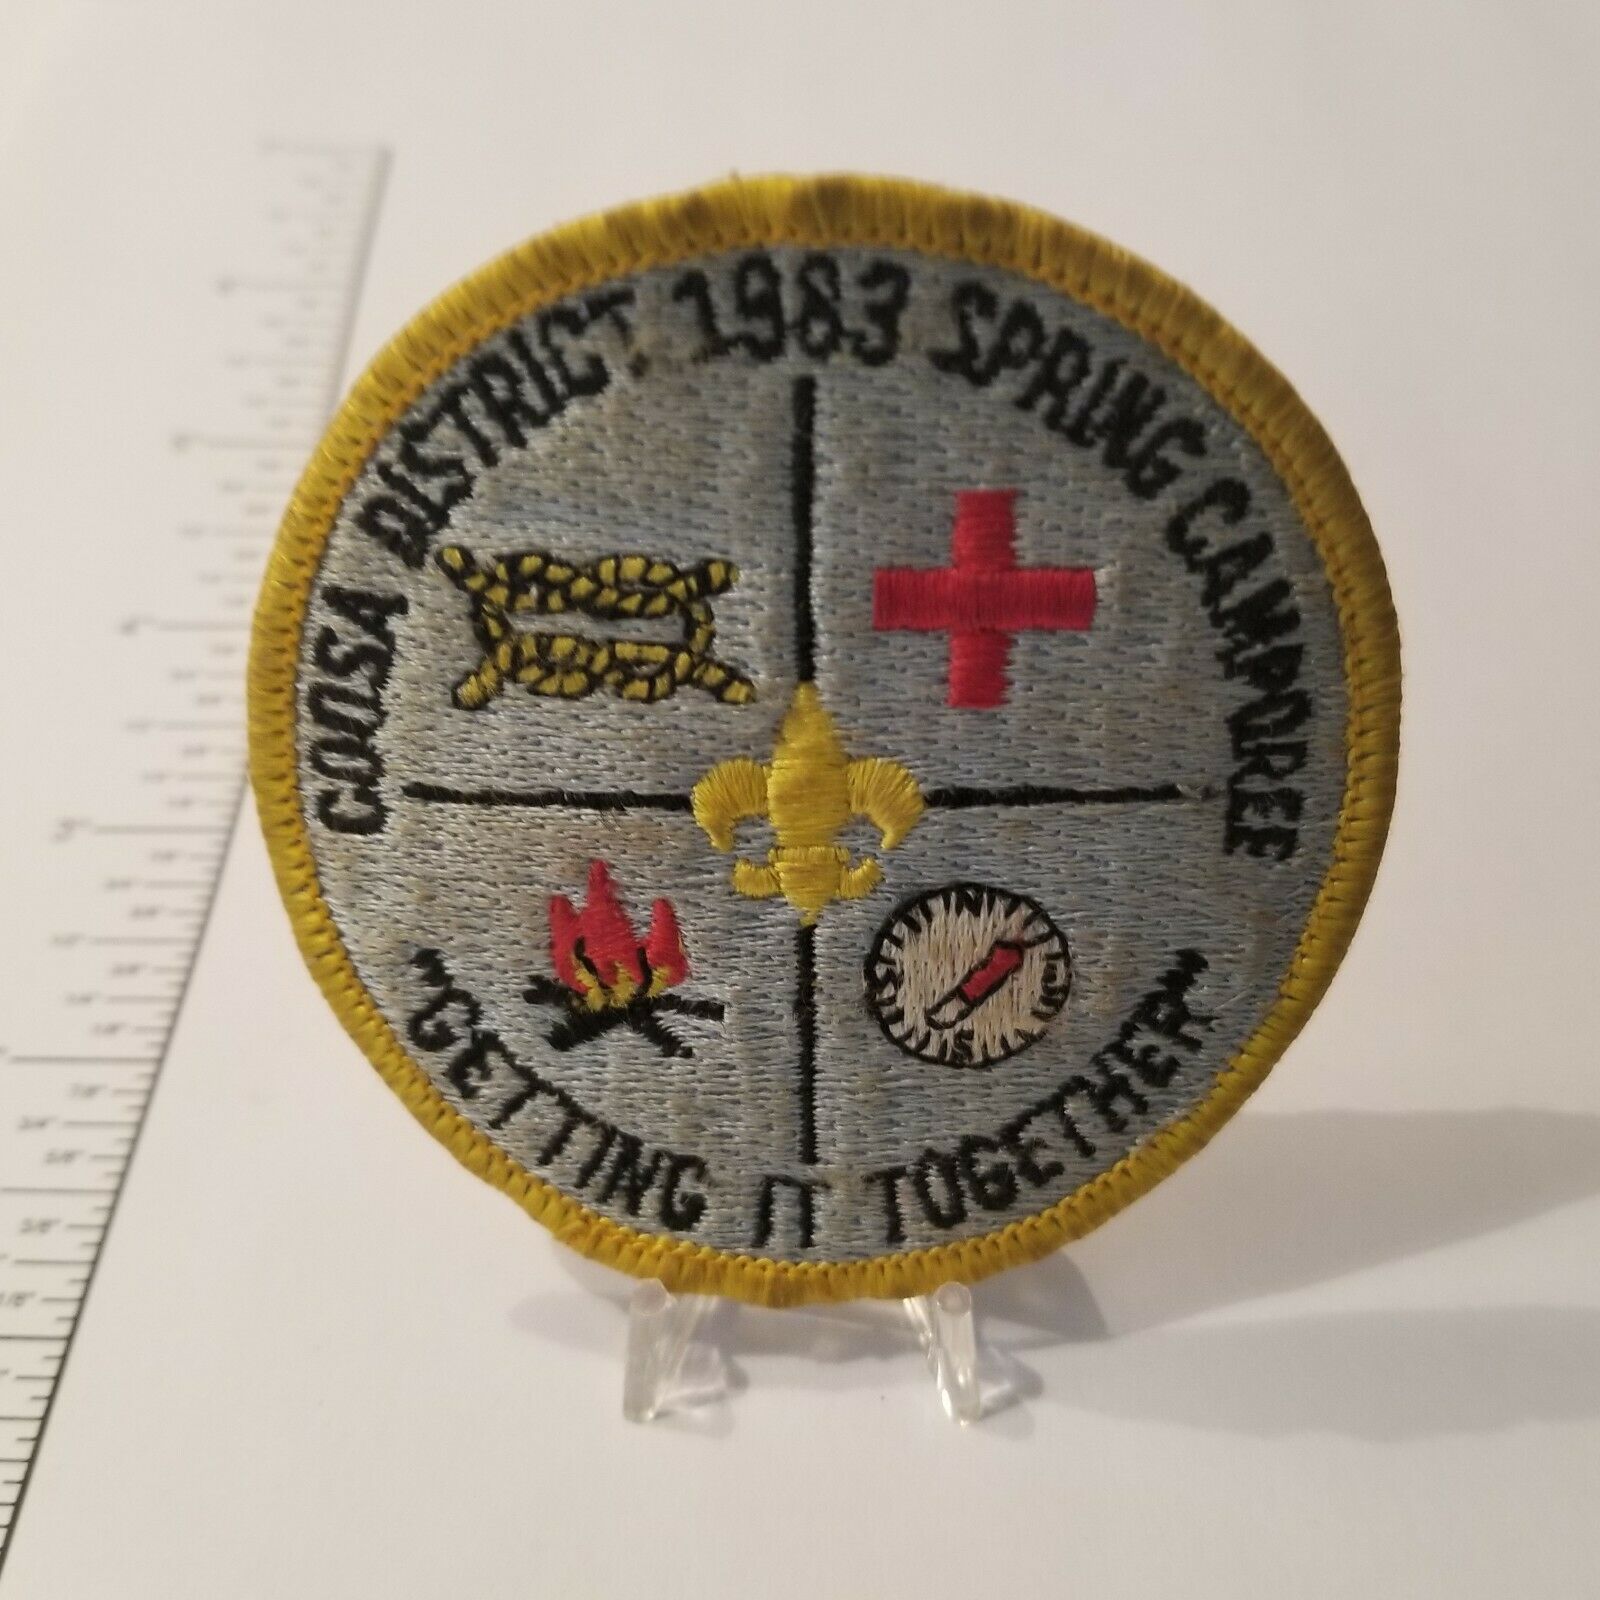 COOSA DISTRICT 1983 SPRING CAMPOREE
N
S
"GETTING IT TOGETHER"